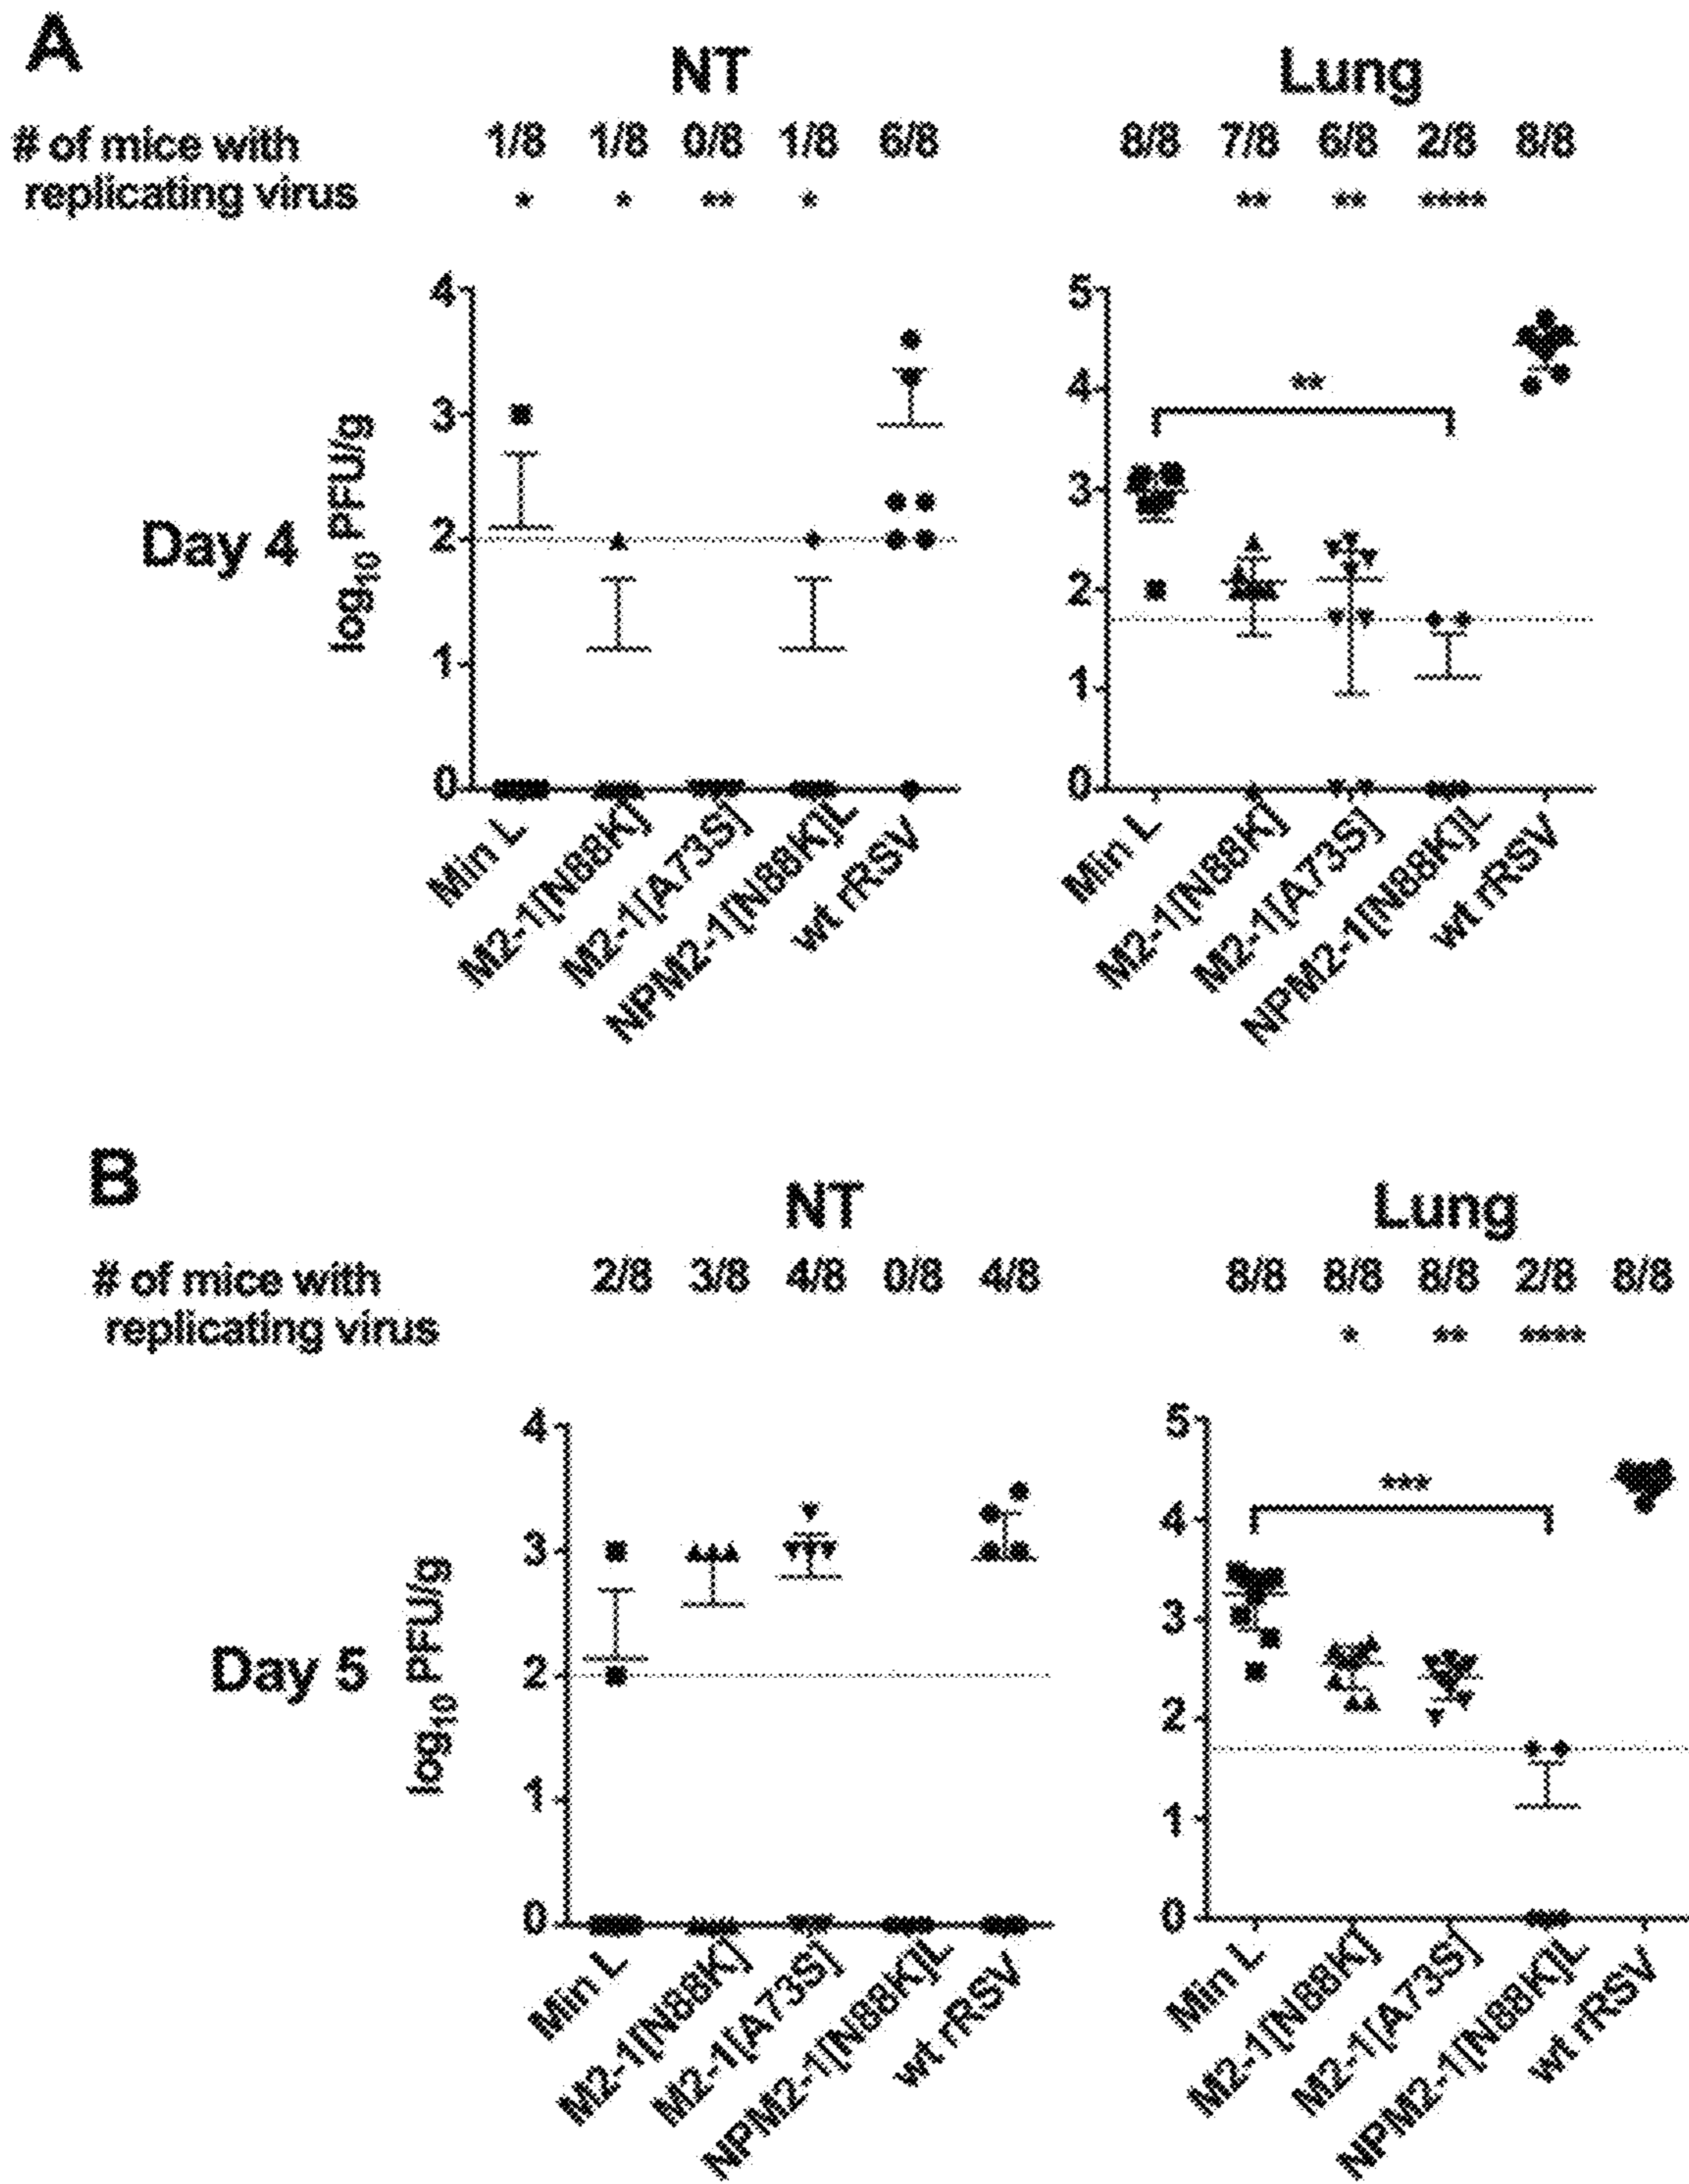 A
NT
Lung
# of mice with
replicating virus
1/8 1/8 0/8 1/8 6/8
* * ** *
8/8 7/8 6/8 2/8 8/8
** ** ****
Day 4
log10 PFU/g
4
3
2
1
0
Min L
M2-1[N88K]
M2-1[A73S]
NPM2-1[N88K]L
wt rRSV
5
4
3
2
1
0
**
Min L
M2-1[N88K]
M2-1[A73S]
NPM2-1[N88K]L
wt rRSV
B
NT
Lung
# of mice with
replicating virus
2/8 3/8 4/8 0/8 4/8
8/8 8/8 8/8 2/8 8/8
* ** ****
Day 5
log10 PFU/g
4
3
2
1
0
Min L
M2-1[N88K]
M2-1[A73S]
NPM2-1[N88K]L
wt rRSV
5
4
3
2
1
0
***
Min L
M2-1[N88K]
M2-1[A73S]
NPM2-1[N88K]L
wt rRSV